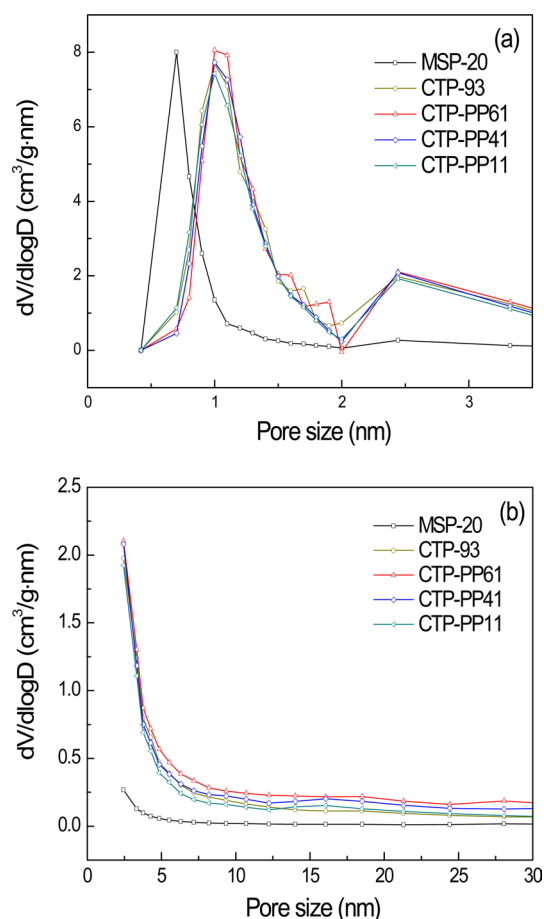 (a)
MSP-20
CTP-93
CTP-PP61
CTP-PP41
CTP-PP11
dV/dlogD (cm³/g·nm)
8
6
4
2
0
0 1 2 3
Pore size (nm)
(b)
MSP-20
CTP-93
CTP-PP61
CTP-PP41
CTP-PP11
dV/dlogD (cm³/g·nm)
2.5
2.0
1.5
1.0
0.5
0.0
0 5 10 15 20 25 30
Pore size (nm)